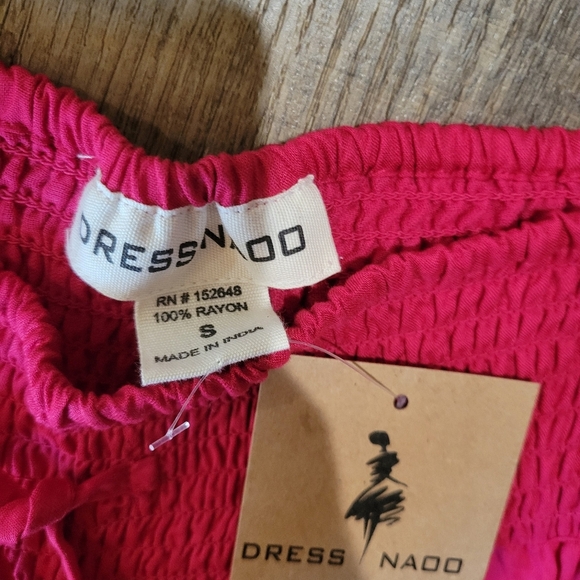 DRESSNADO
RN # 152648
100% RAYON
S
MADE IN INDIA
DRESS NADO